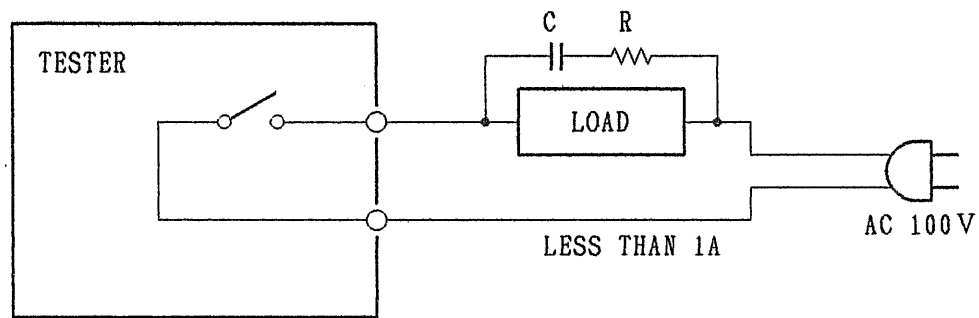 C R
TESTER
LOAD
AC 100V
LESS THAN 1A